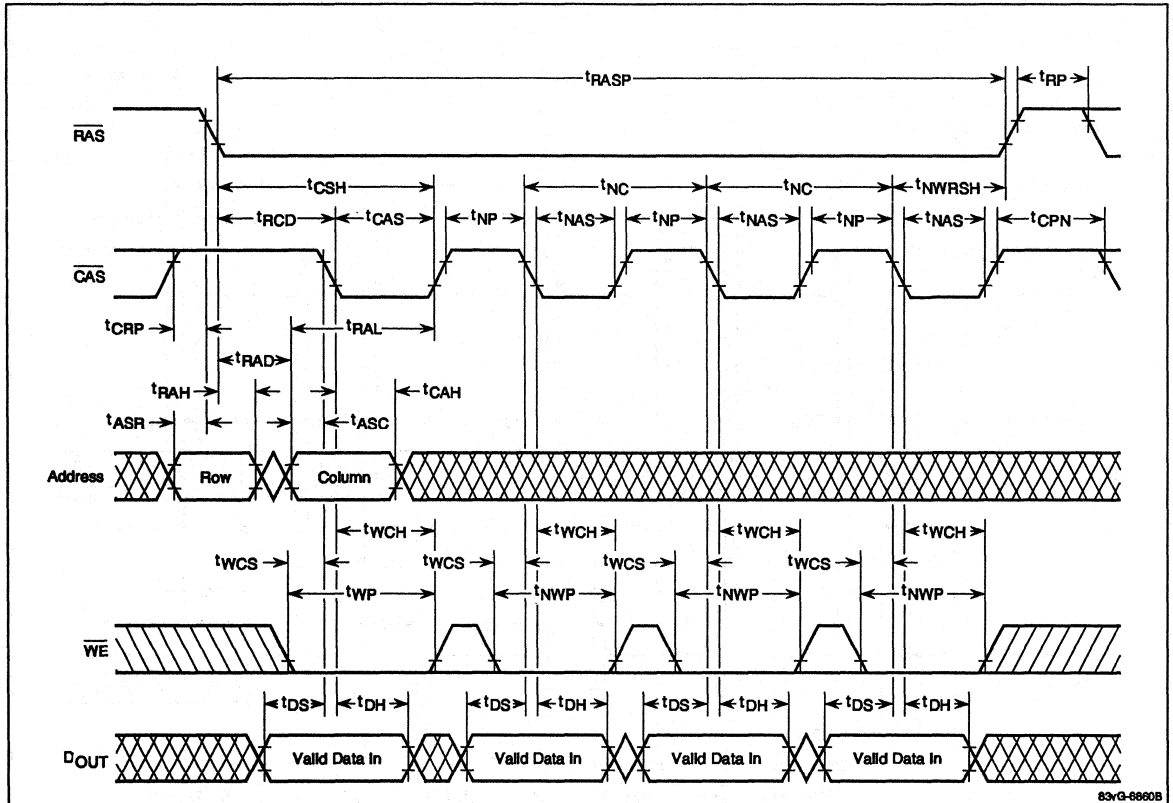 tRASP tRP
RAS
tCSH tNC tNC tNWRSH
tRCD tCAS tNP tNAS tNP tNAS tNP tNAS tCPN
CAS
tCRP tRAL
tRAD
tRAH tCAH
tASR tASC
Address Row Column
tWCH tWCH tWCH tWCH
tWCS tWCS tWCS tWCS
tWP tNWP tNWP tNWP
WE
tDS tDH tDS tDH tDS tDH tDS tDH
DOUT Valid Data In Valid Data In Valid Data In Valid Data In
83vG-6860B